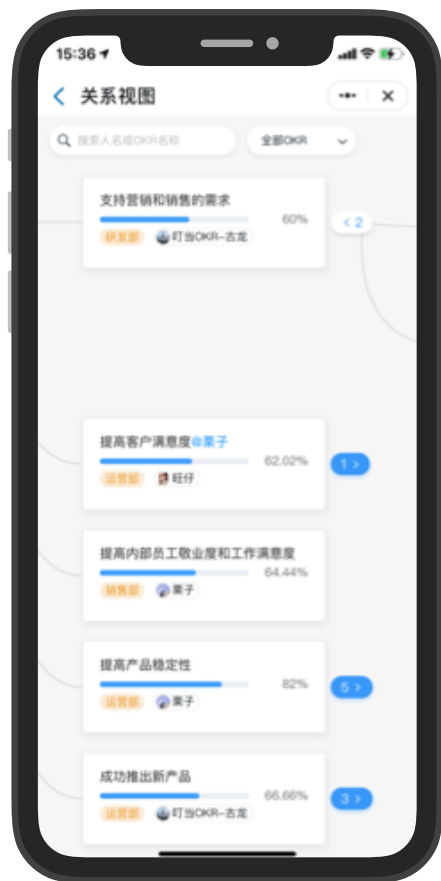 15:36
关系视图
搜索人名或OKR名称
全部OKR
支持营销和销售的需求
60%
< 2
研发部 叮当OKR-古龙
提高客户满意度@栗子
62.02%
1 >
运营部 旺仔
提高内部员工敬业度和工作满意度
64.44%
销售部 栗子
提高产品稳定性
82%
5 >
运营部 栗子
成功推出新产品
66.66%
3 >
运营部 叮当OKR-古龙